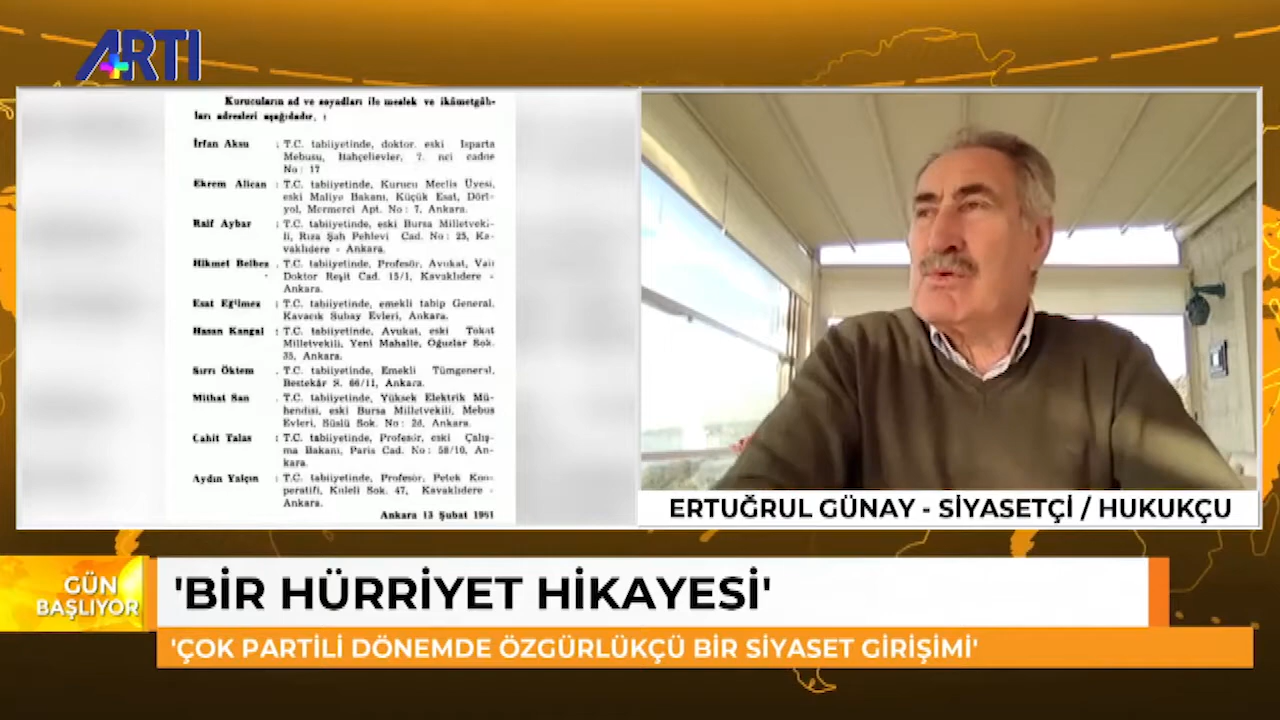 ARTI
Kurucuların ad ve soyadları ile meslek ve ikâmetgâh-
ları adresleri aşağıdadır.
İrfan Aksu : T.C. tabiiyetinde, doktor, eski Isparta
Mebusu, Bahçelievler, 7. nci cadde
No : 17
Ekrem Alican : T.C. tabiiyetinde, Kurucu Meclis Üyesi,
eski Maliye Bakanı, Küçük Esat, Dört-
yol, Mermerci Apt. No : 7, Ankara.
Raif Aybar : T.C. tabiiyetinde, eski Bursa Milletveki-
li, Rıza Şah Pehlevi Cad. No : 25, Ka-
vaklıdere - Ankara.
Hikmet Belbez : T.C. tabiiyetinde, Profesör, Avukat, Vali
Doktor Reşit Cad. 15/1, Kavaklıdere -
Ankara.
Esat Eğilmez : T.C. tabiiyetinde, emekli tabip General,
Kavacık Subay Evleri, Ankara.
Hasan Kangal : T.C. tabiiyetinde, Avukat, eski Tokat
Milletvekili, Yeni Mahalle, Oğuzlar Sok.
35, Ankara.
Sırrı Öktem : T.C. tabiiyetinde, Emekli Tümgeneral,
Bestekâr S. 66/11, Ankara.
Mithat San : T.C. tabiiyetinde, Yüksek Elektrik Mü-
hendisi, eski Bursa Milletvekili, Mebus
Evleri, Süslü Sok. No : 28, Ankara.
Cahit Talas : T.C. tabiiyetinde, Profesör, eski Çalış-
ma Bakanı, Paris Cad. No : 58/10, An-
kara.
Aydın Yalçın : T.C. tabiiyetinde, Profesör, Petek Koo-
peratifi, Kuleli Sok. 47, Kavaklıdere -
Ankara.
Ankara 13 Şubat 1961
ERTUĞRUL GÜNAY - SİYASETÇİ / HUKUKÇU
GÜN
BAŞLIYOR
'BİR HÜRRİYET HİKAYESİ'
'ÇOK PARTİLİ DÖNEMDE ÖZGÜRLÜKÇÜ BİR SİYASET GİRİŞİMİ'